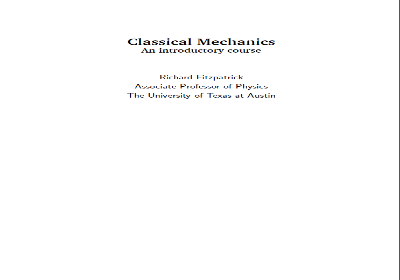 Classical Mechanics
An introductory course
Richard Fitzpatrick
Associate Professor of Physics
The University of Texas at Austin